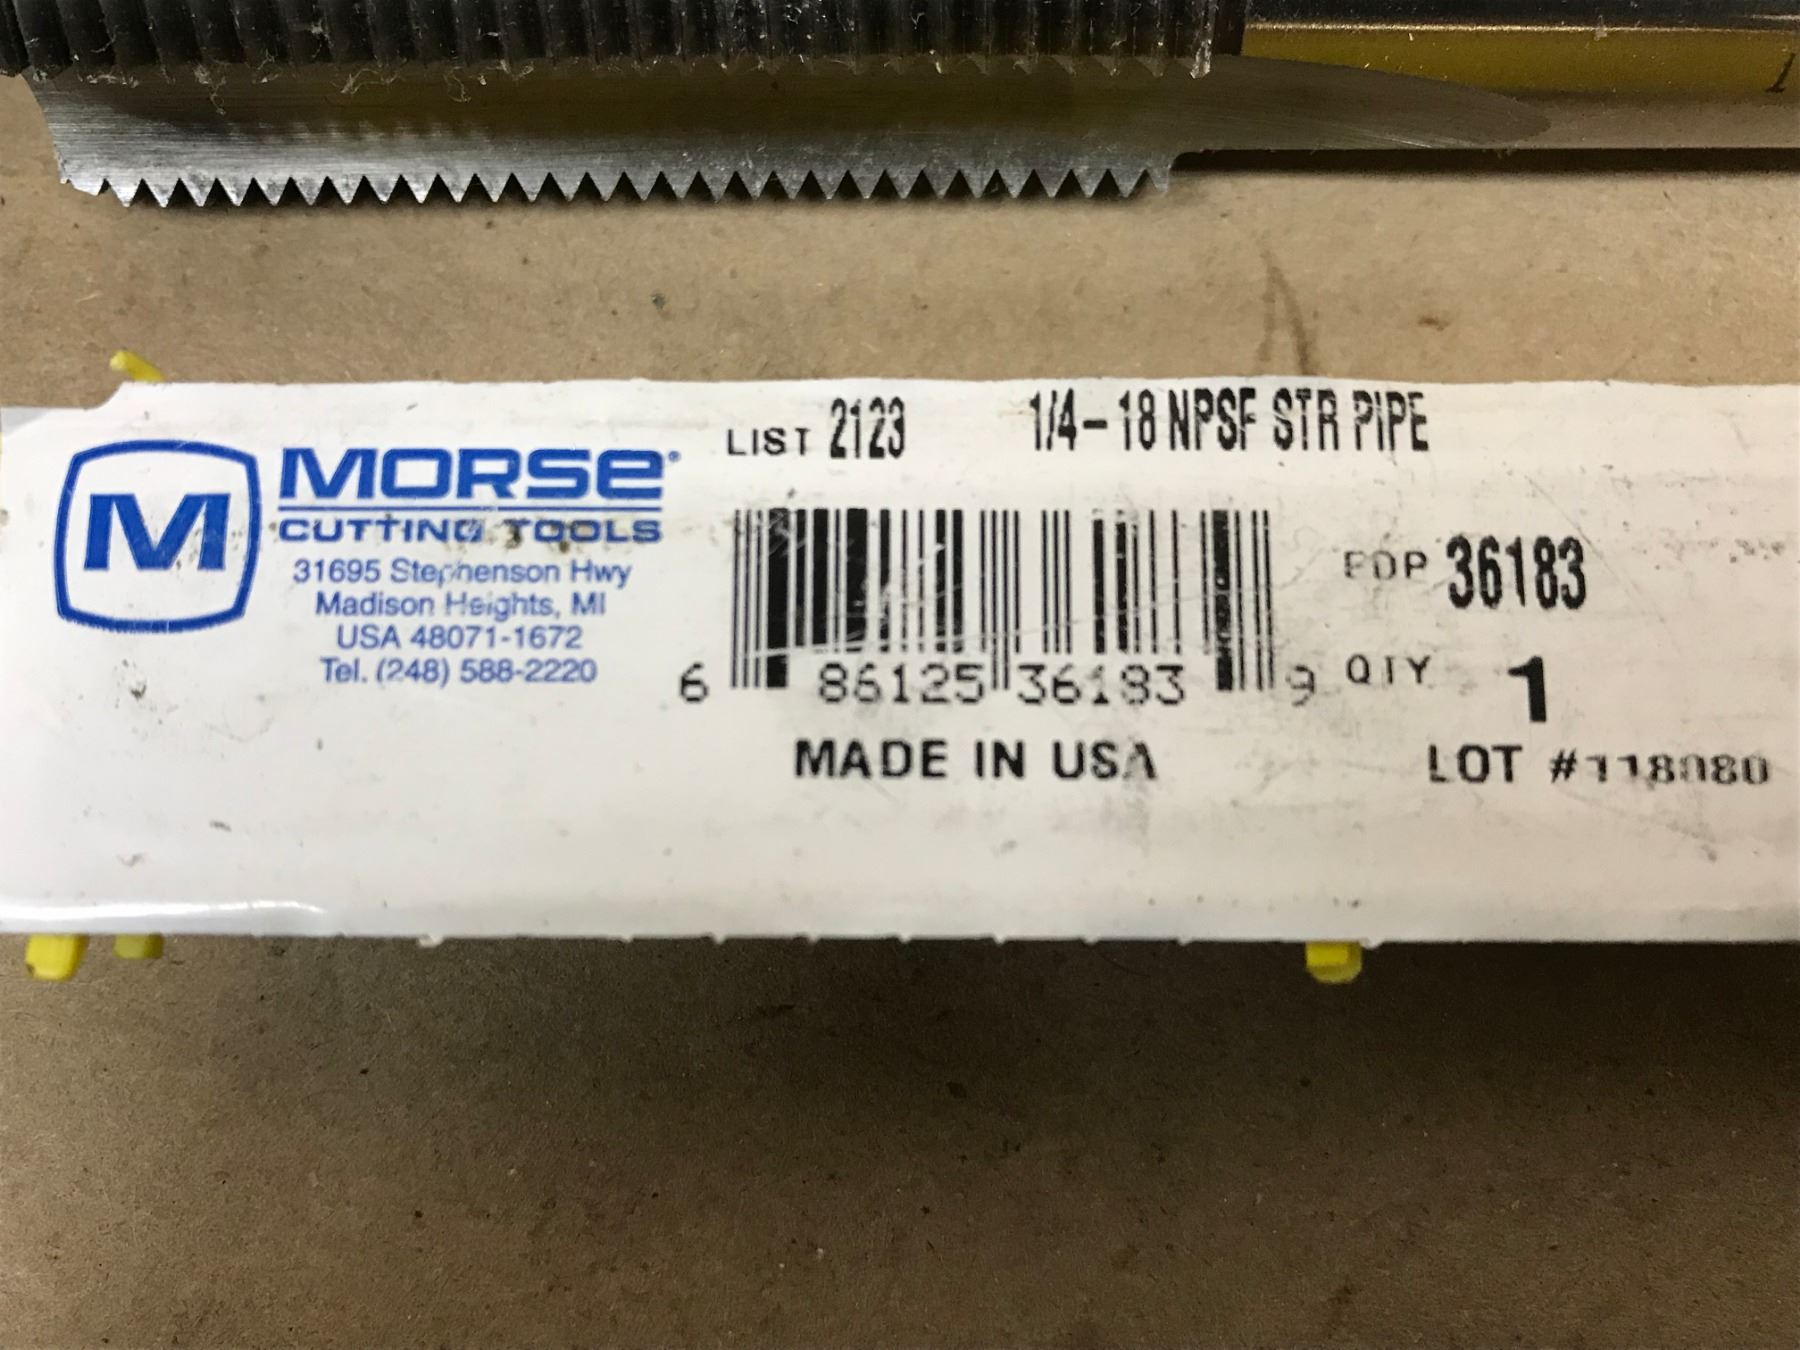 LIST 2123 1/4-18 NPSF STR PIPE
M
MORSE
CUTTING TOOLS
31695 Stephenson Hwy
Madison Heights, MI
USA 48071-1672
Tel. (248) 588-2220
6 86125 36183 9
EDP 36183
QTY 1
MADE IN USA
LOT #118080